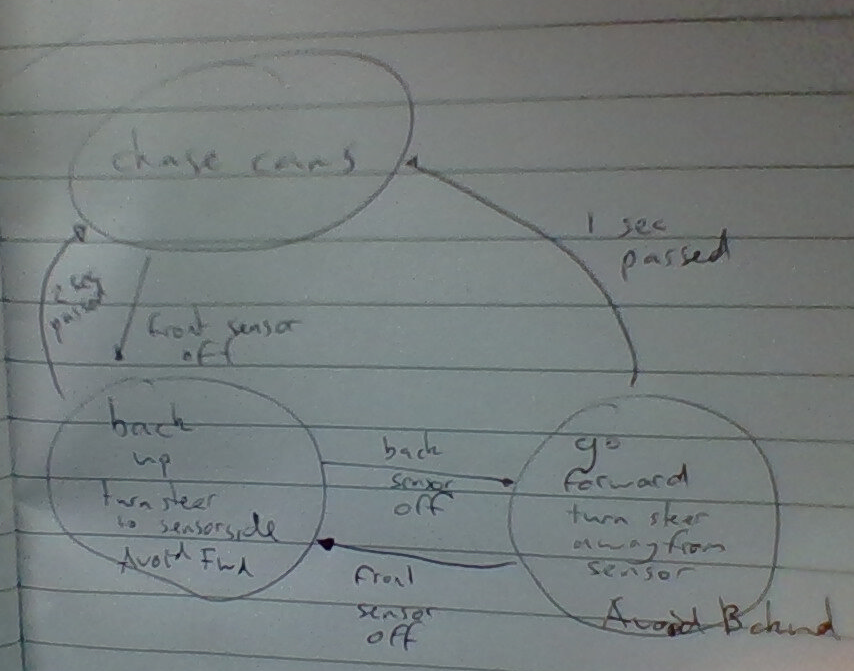 chase cans
1 sec
passed
2 sec
passed
front sensor
off
back
up
turn steer
to sensorside
Avoid Fwd
back
sensor
off
go
forward
turn steer
away from
sensor
Avoid Behind
front
sensor
off